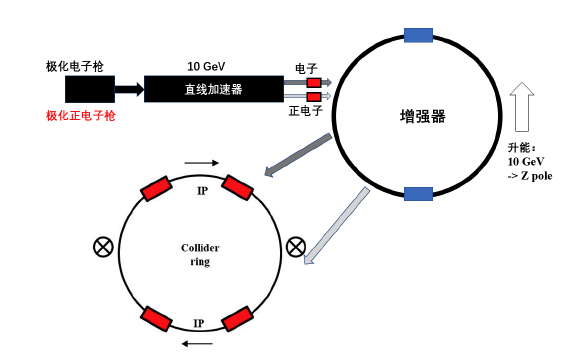 极化电子枪
极化正电子枪
10 GeV
直线加速器
电子
正电子
增强器
升能：
10 GeV
-> Z pole
IP
Collider
ring
IP